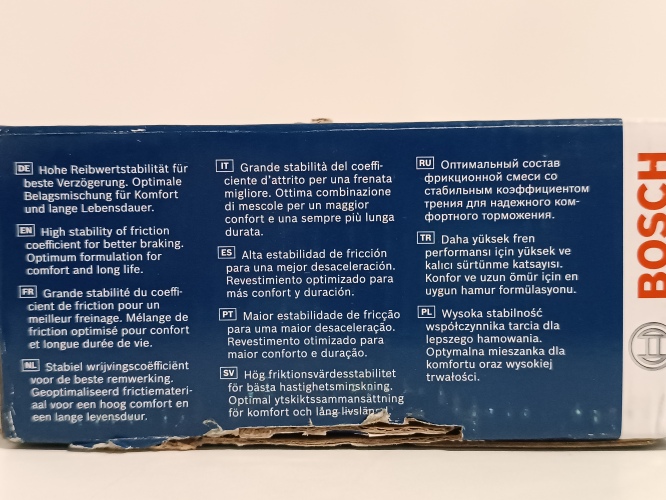 DE Hohe Reibwertstabilität für
beste Verzögerung. Optimale
Belagsmischung für Komfort
und lange Lebensdauer.
EN High stability of friction
coefficient for better braking.
Optimum formulation for
comfort and long life.
FR Grande stabilité du coeffi-
cient de friction pour un
meilleur freinage. Mélange de
friction optimisé pour confort
et longue durée de vie.
NL Stabiel wrijvingscoëfficiënt
voor de beste remwerking.
Geoptimaliseerd frictiemateri-
aal voor een hoog comfort en
een lange levensduur.
IT Grande stabilità del coeffi-
ciente d'attrito per una frenata
migliore. Ottima combinazione
di mescole per un maggior
confort e una sempre più lunga
durata.
ES Alta estabilidad de fricción
para una mejor desaceleración.
Revestimiento optimizado para
más confort y duración.
PT Maior estabilidade de fricção
para uma maior desaceleração.
Revestimento otimizado para
maior conforto e duração.
SV Hög friktionsvärdesstabilitet
för bästa hastighetsminskning.
Optimal ytskiktssammansättning
för komfort och lång livslängd.
RU Оптимальный состав
фрикционной смеси со
стабильным коэффициентом
трения для надежного ком-
фортного торможения.
TR Daha yüksek fren
performansı için yüksek ve
kalıcı sürtünme katsayısı.
Konfor ve uzun ömür için en
uygun hamur formülasyonu.
PL Wysoka stabilność
współczynnika tarcia dla
lepszego hamowania.
Optymalna mieszanka dla
komfortu oraz wysokiej
trwałości.
BOSCH